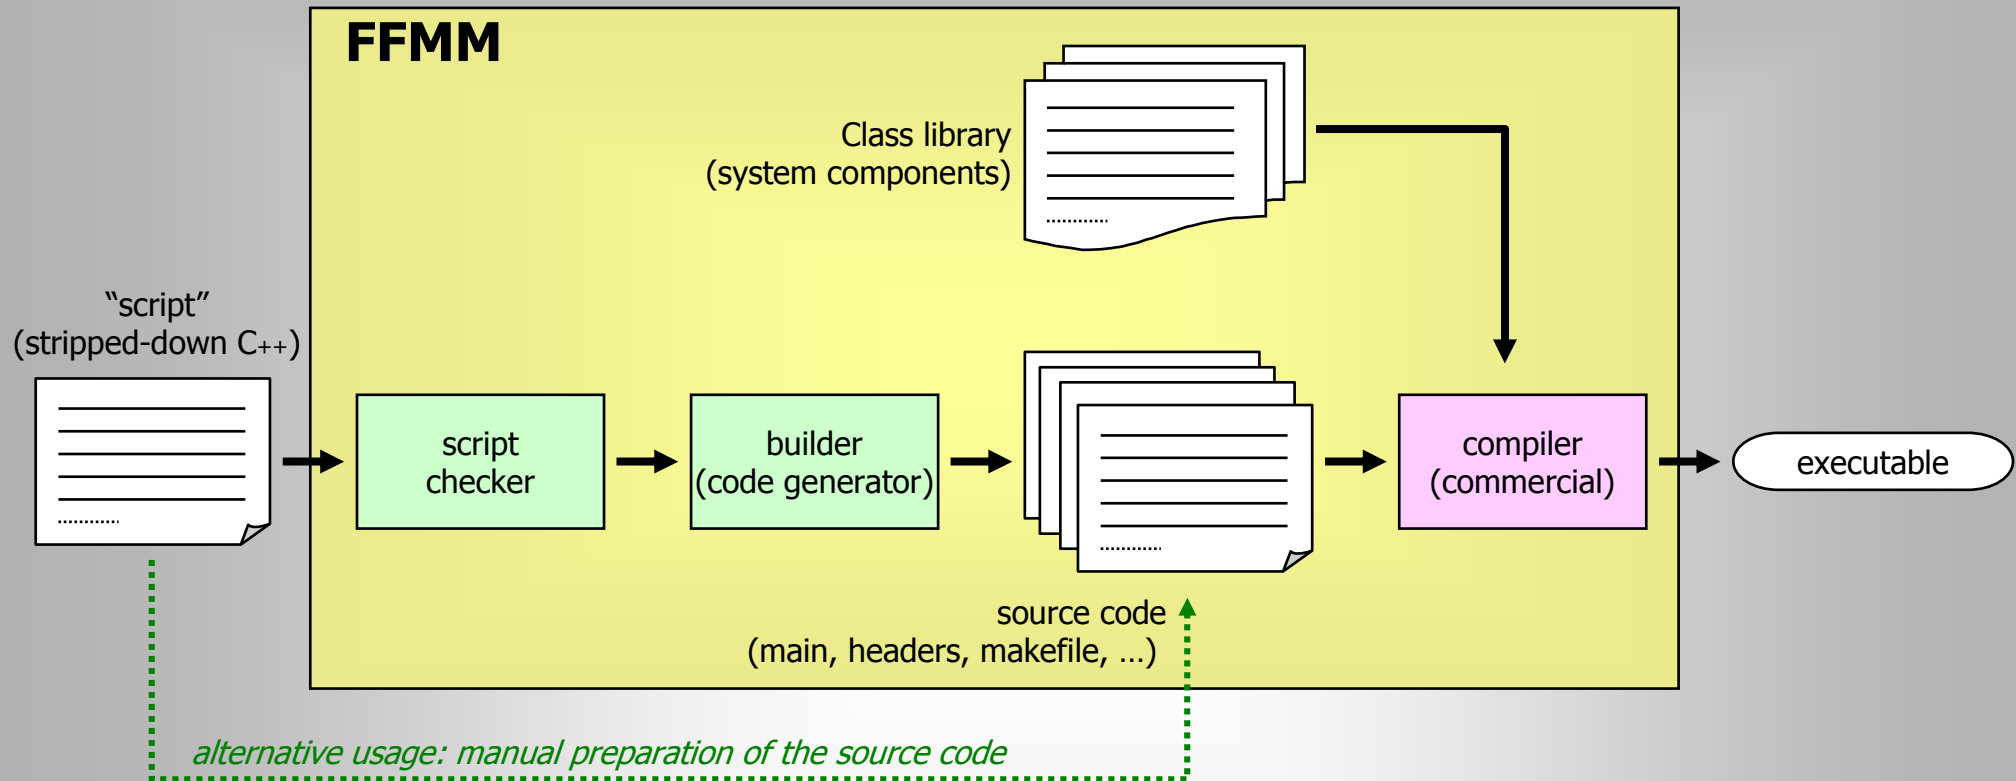 FFMM
Class library
(system components)
“script”
(stripped-down C++)
script
checker
builder
(code generator)
compiler
(commercial)
executable
source code
(main, headers, makefile, …)
alternative usage: manual preparation of the source code